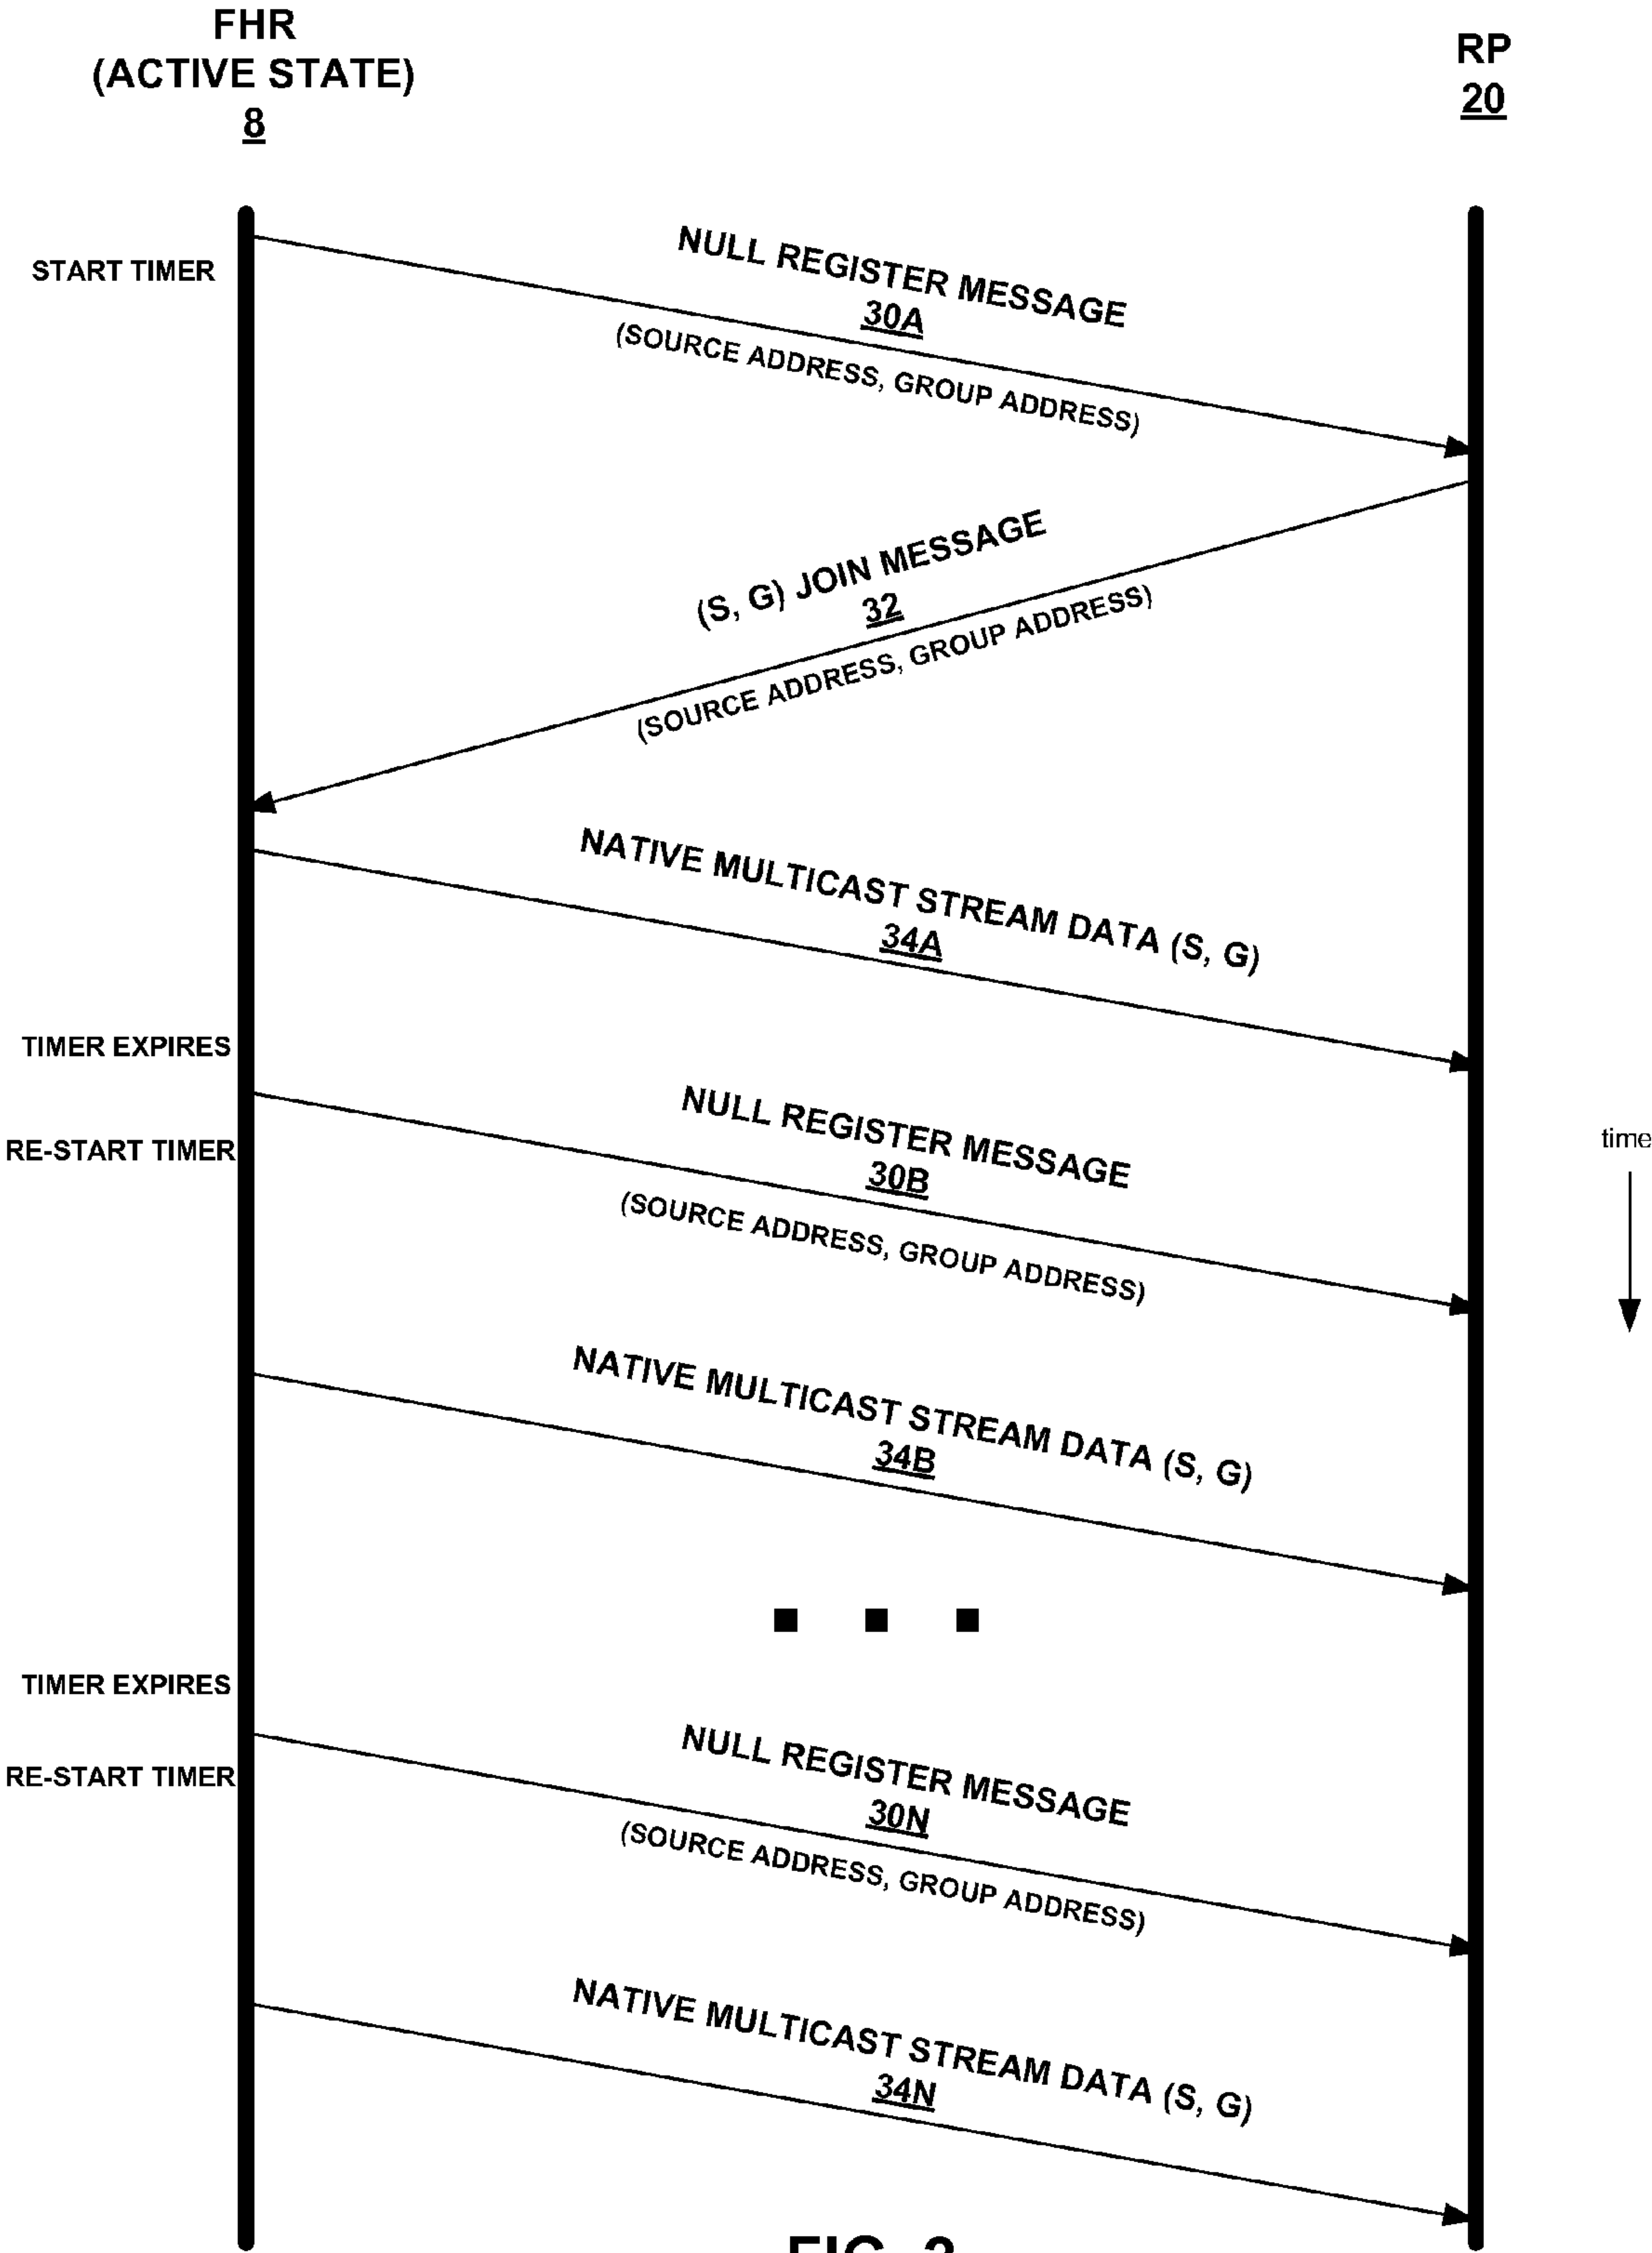 FHR
(ACTIVE STATE)
8
RP
20
START TIMER
NULL REGISTER MESSAGE
30A
(SOURCE ADDRESS, GROUP ADDRESS)
(S, G) JOIN MESSAGE
32
(SOURCE ADDRESS, GROUP ADDRESS)
NATIVE MULTICAST STREAM DATA (S, G)
34A
TIMER EXPIRES
NULL REGISTER MESSAGE
30B
(SOURCE ADDRESS, GROUP ADDRESS)
RE-START TIMER
time
NATIVE MULTICAST STREAM DATA (S, G)
34B
TIMER EXPIRES
NULL REGISTER MESSAGE
30N
(SOURCE ADDRESS, GROUP ADDRESS)
RE-START TIMER
NATIVE MULTICAST STREAM DATA (S, G)
34N
FIG.